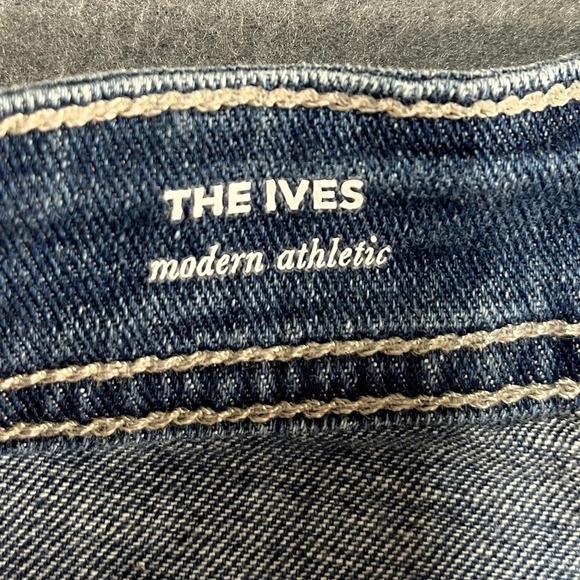 THE IVES
modern athletic